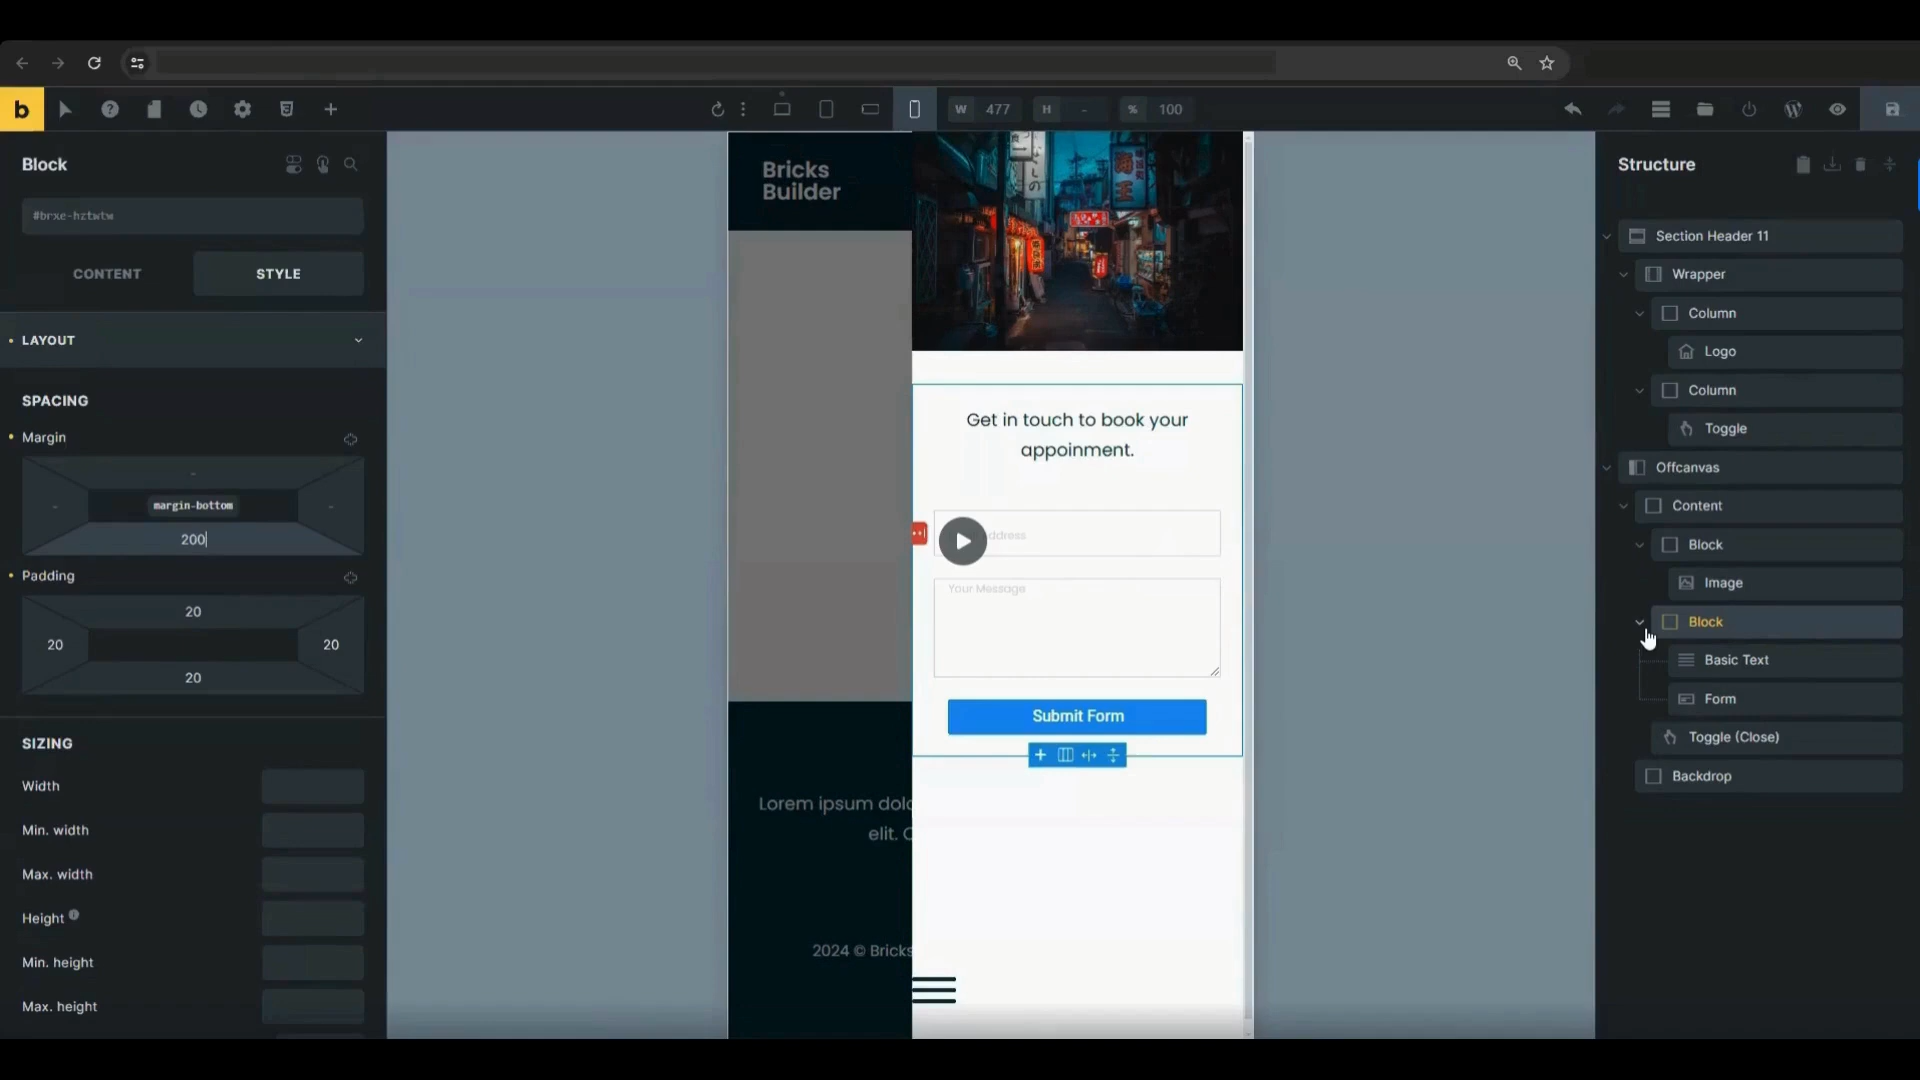 b
W 477 H - % 100
Block
#brxe-hztwtw
CONTENT STYLE
LAYOUT
SPACING
Margin
-
- margin-bottom -
200
Padding
20
20 20
20
SIZING
Width
Min. width
Max. width
Height
Min. height
Max. height
Bricks
Builder
Get in touch to book your
appoinment.
ddress
Your Message
Submit Form
Lorem ipsum dolo
elit. C
2024 © Bricks
Structure
Section Header 11
Wrapper
Column
Logo
Column
Toggle
Offcanvas
Content
Block
Image
Block
Basic Text
Form
Toggle (Close)
Backdrop